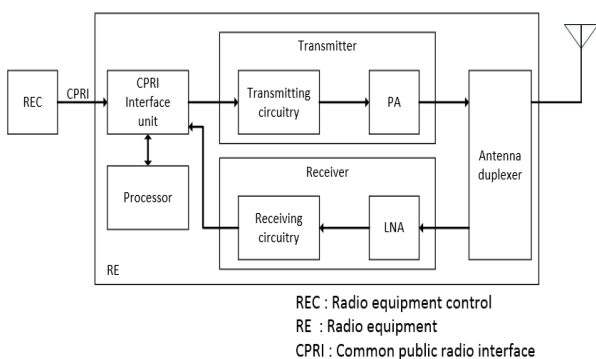 Transmitter
REC
CPRI
CPRI
Interface
unit
Transmitting
circuitry
PA
Antenna
duplexer
Processor
Receiver
Receiving
circuitry
LNA
RE
REC : Radio equipment control
RE : Radio equipment
CPRI : Common public radio interface